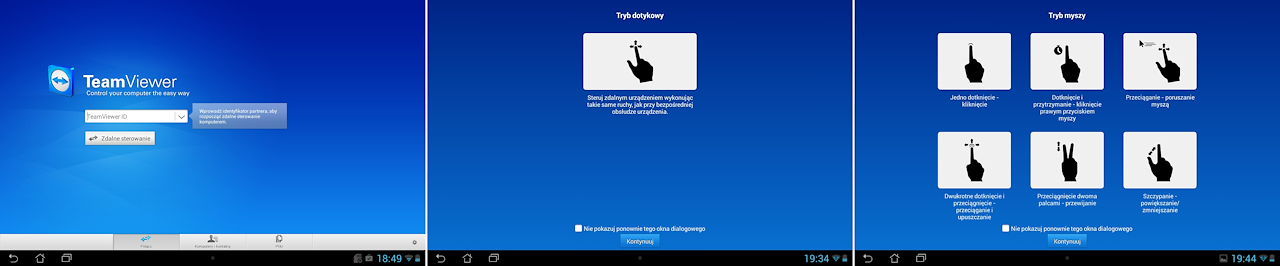 TeamViewer
Control your computer the easy way
TeamViewer ID
Wprowadź identyfikator partnera, aby
rozpocząć zdalne sterowanie
komputerem.
Zdalne sterowanie
Połącz
Komputery i kontakty
Pliki
18:49
Tryb dotykowy
Steruj zdalnym urządzeniem wykonując
takie same ruchy, jak przy bezpośredniej
obsłudze urządzenia.
Nie pokazuj ponownie tego okna dialogowego
Kontynuuj
19:34
Tryb myszy
Jedno dotknięcie -
kliknięcie
Dotknięcie i
przytrzymanie - kliknięcie
prawym przyciskiem
myszy
Przeciąganie - poruszanie
myszą
Dwukrotne dotknięcie i
przeciągnięcie -
przeciąganie i
upuszczanie
Przeciągnięcie dwoma
palcami - przewijanie
Szczypanie -
powiększanie/
zmniejszanie
Nie pokazuj ponownie tego okna dialogowego
Kontynuuj
19:44